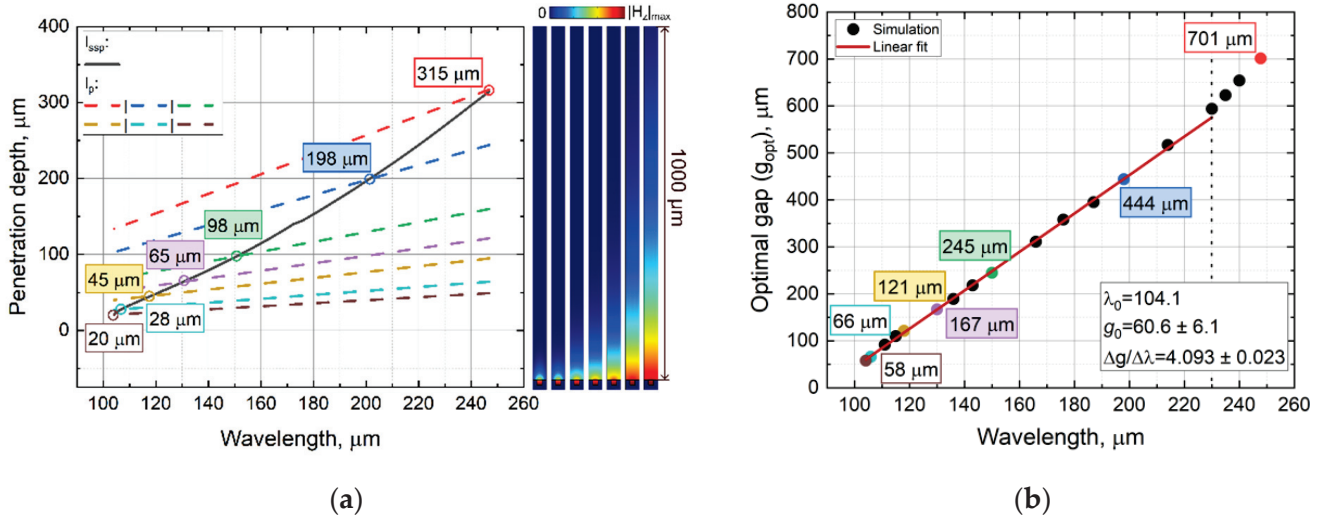 l_ssp:
l_p:
0
|H_z|_max
315 μm
198 μm
98 μm
65 μm
45 μm
28 μm
20 μm
1000 μm
400
300
200
100
0
Penetration depth, μm
100 120 140 160 180 200 220 240 260
Wavelength, μm
(a)
Simulation
Linear fit
701 μm
444 μm
245 μm
121 μm
167 μm
66 μm
58 μm
λ_0=104.1
g_0=60.6 ± 6.1
Δg/Δλ=4.093 ± 0.023
800
700
600
500
400
300
200
100
0
Optimal gap (g_opt), μm
100 120 140 160 180 200 220 240 260
Wavelength, μm
(b)